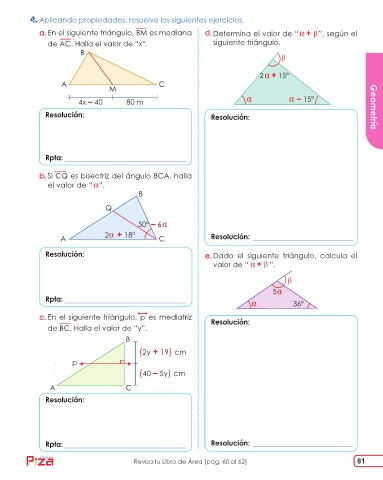 4. Aplicando propiedades, resuelve los siguientes ejercicios.
a. En el siguiente triángulo, BM es mediana
de AC. Halla el valor de “x”.
B
A
M
C
4x – 40
80 m
Resolución:
Rpta:
b. Si CQ es bisectriz del ángulo BCA, halla
el valor de “α”.
B
Q
50° – 6α
2α + 18°
A
C
Resolución:
Rpta:
c. En el siguiente triángulo, p es mediatriz
de BC. Halla el valor de “y”.
B
(2y + 19) cm
P
(40 – 5y) cm
A
C
Resolución:
Rpta:
d. Determina el valor de “α + β”, según el
siguiente triángulo.
β
2α + 15°
α
α – 15°
Resolución:
Resolución:
e. Dado el siguiente triángulo, calcula el
valor de “α + β”.
β
5α
α
36°
Resolución:
Resolución:
Geometría
Piza
Revisa tu Libro de Área (pág. 60 al 62)
81